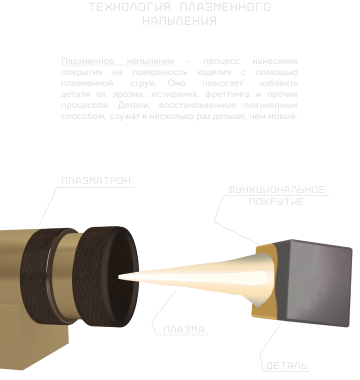 ТЕХНОЛОГИЯ ПЛАЗМЕННОГО
НАПЫЛЕНИЯ
Плазменное напыление - процесс нанесения
покрытия на поверхность изделия с помощью
плазменной струи. Оно помогает избавить
детали от эрозии, истирания, фреттинга и прочих
процессов. Детали, восстановленные плазменным
способом, служат в несколько раз дольше, чем новые.
ПЛАЗМАТРОН
ФУНКЦИОНАЛЬНОЕ
ПОКРЫТИЕ
ПЛАЗМА
ДЕТАЛЬ